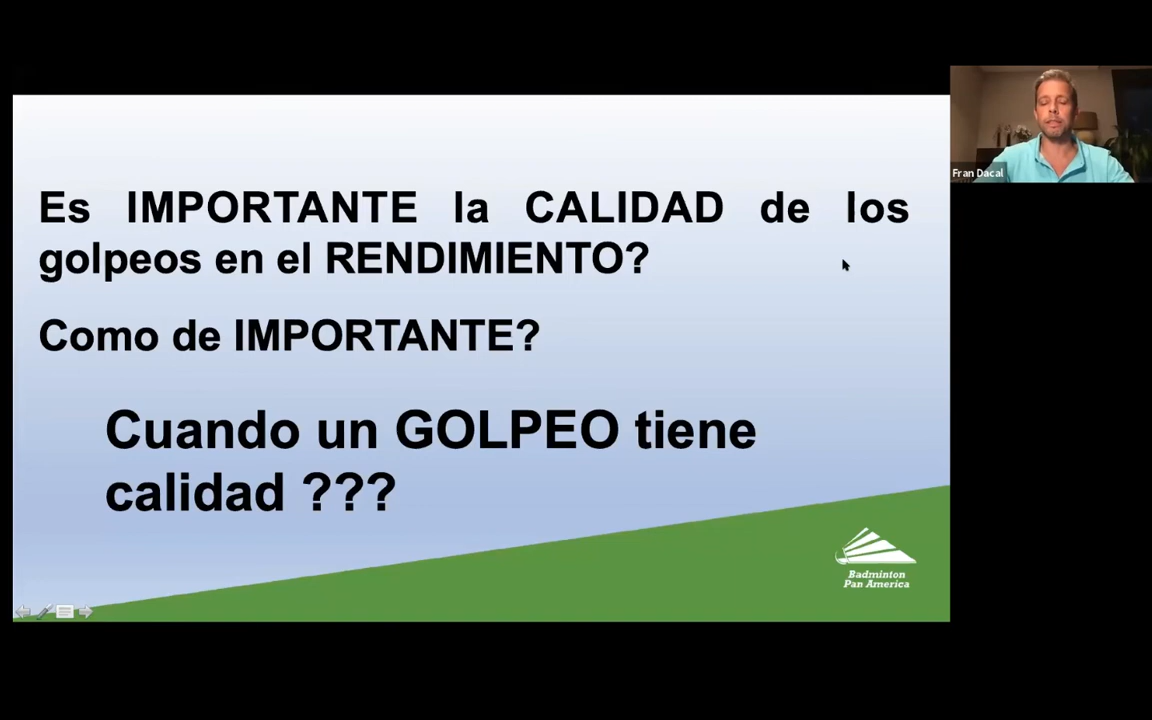 Es IMPORTANTE la CALIDAD de los
golpeos en el RENDIMIENTO?
Como de IMPORTANTE?
Cuando un GOLPEO tiene
calidad ???
Badminton
Pan America
Fran Dacal